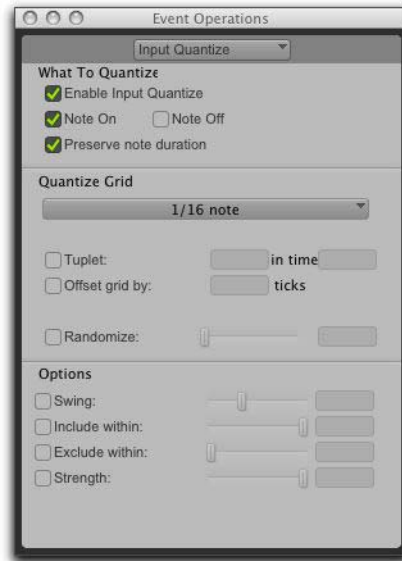 Event Operations
Input Quantize
What To Quantize
Enable Input Quantize
Note On Note Off
Preserve note duration
Quantize Grid
1/16 note
Tuplet: in time
Offset grid by: ticks
Randomize:
Options
Swing:
Include within:
Exclude within:
Strength: